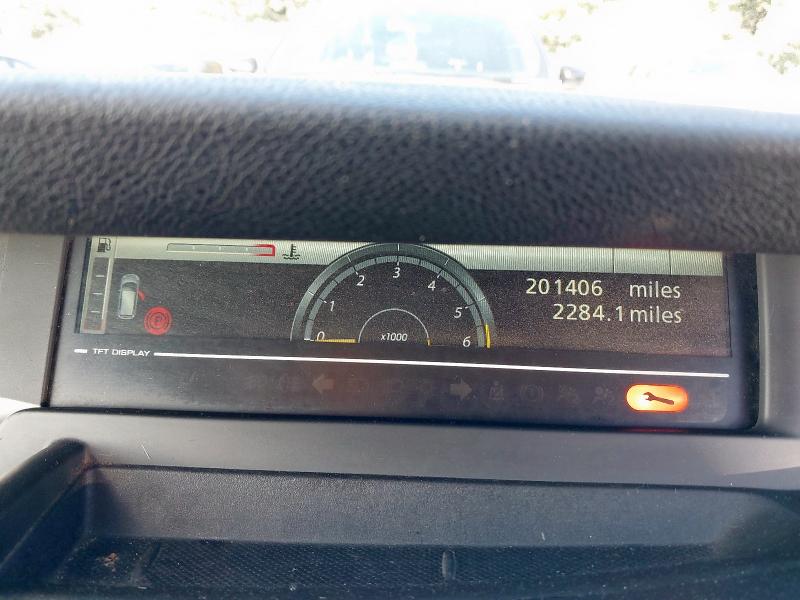 0 1 2 3 4 5 6
x1000
201406 miles
2284.1 miles
P
TFT DISPLAY